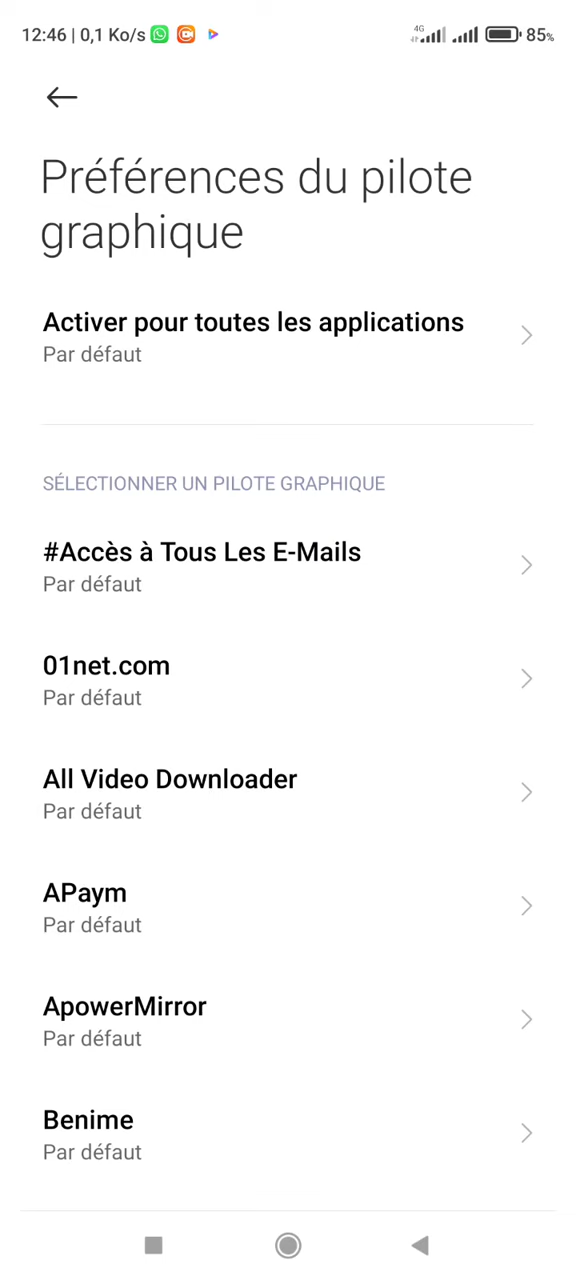 12:46 | 0,1 Ko/s
4G
85%
Préférences du pilote
graphique
Activer pour toutes les applications
Par défaut
SÉLECTIONNER UN PILOTE GRAPHIQUE
#Accès à Tous Les E-Mails
Par défaut
01net.com
Par défaut
All Video Downloader
Par défaut
APaym
Par défaut
ApowerMirror
Par défaut
Benime
Par défaut